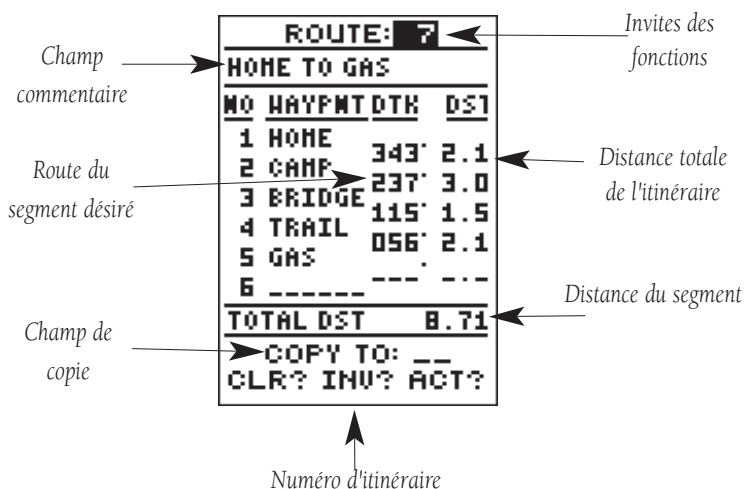 ROUTE: 7
HOME TO GAS
NO WAYPNT DTK DST
1 HOME
343° 2.1
2 CAMP
237° 3.0
3 BRIDGE
115° 1.5
4 TRAIL
056° 2.1
5 GAS
___° _._
6 ______
TOTAL DST 8.71
COPY TO: __
CLR? INV? ACT?
Champ
commentaire
Route du
segment désiré
Champ de
copie
Invites des
fonctions
Distance totale
de l'itinéraire
Distance du segment
Numéro d'itinéraire